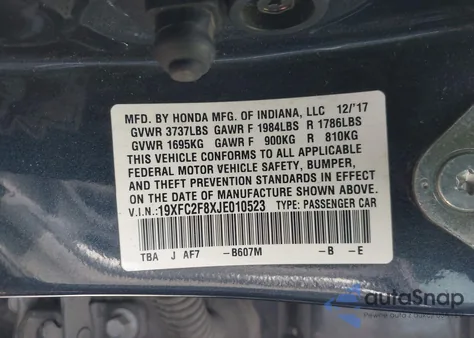 MFD. BY HONDA MFG. OF INDIANA, LLC 12/'17
GVWR 3737LBS GAWR F 1984LBS R 1786LBS
GVWR 1695KG GAWR F 900KG R 810KG
THIS VEHICLE CONFORMS TO ALL APPLICABLE
FEDERAL MOTOR VEHICLE SAFETY, BUMPER,
AND THEFT PREVENTION STANDARDS IN EFFECT
ON THE DATE OF MANUFACTURE SHOWN ABOVE.
V.I.N.:19XFC2F8XJE010523 TYPE: PASSENGER CAR
TBA J AF7 -B607M -B -E
autoSnap
Pewne auto z